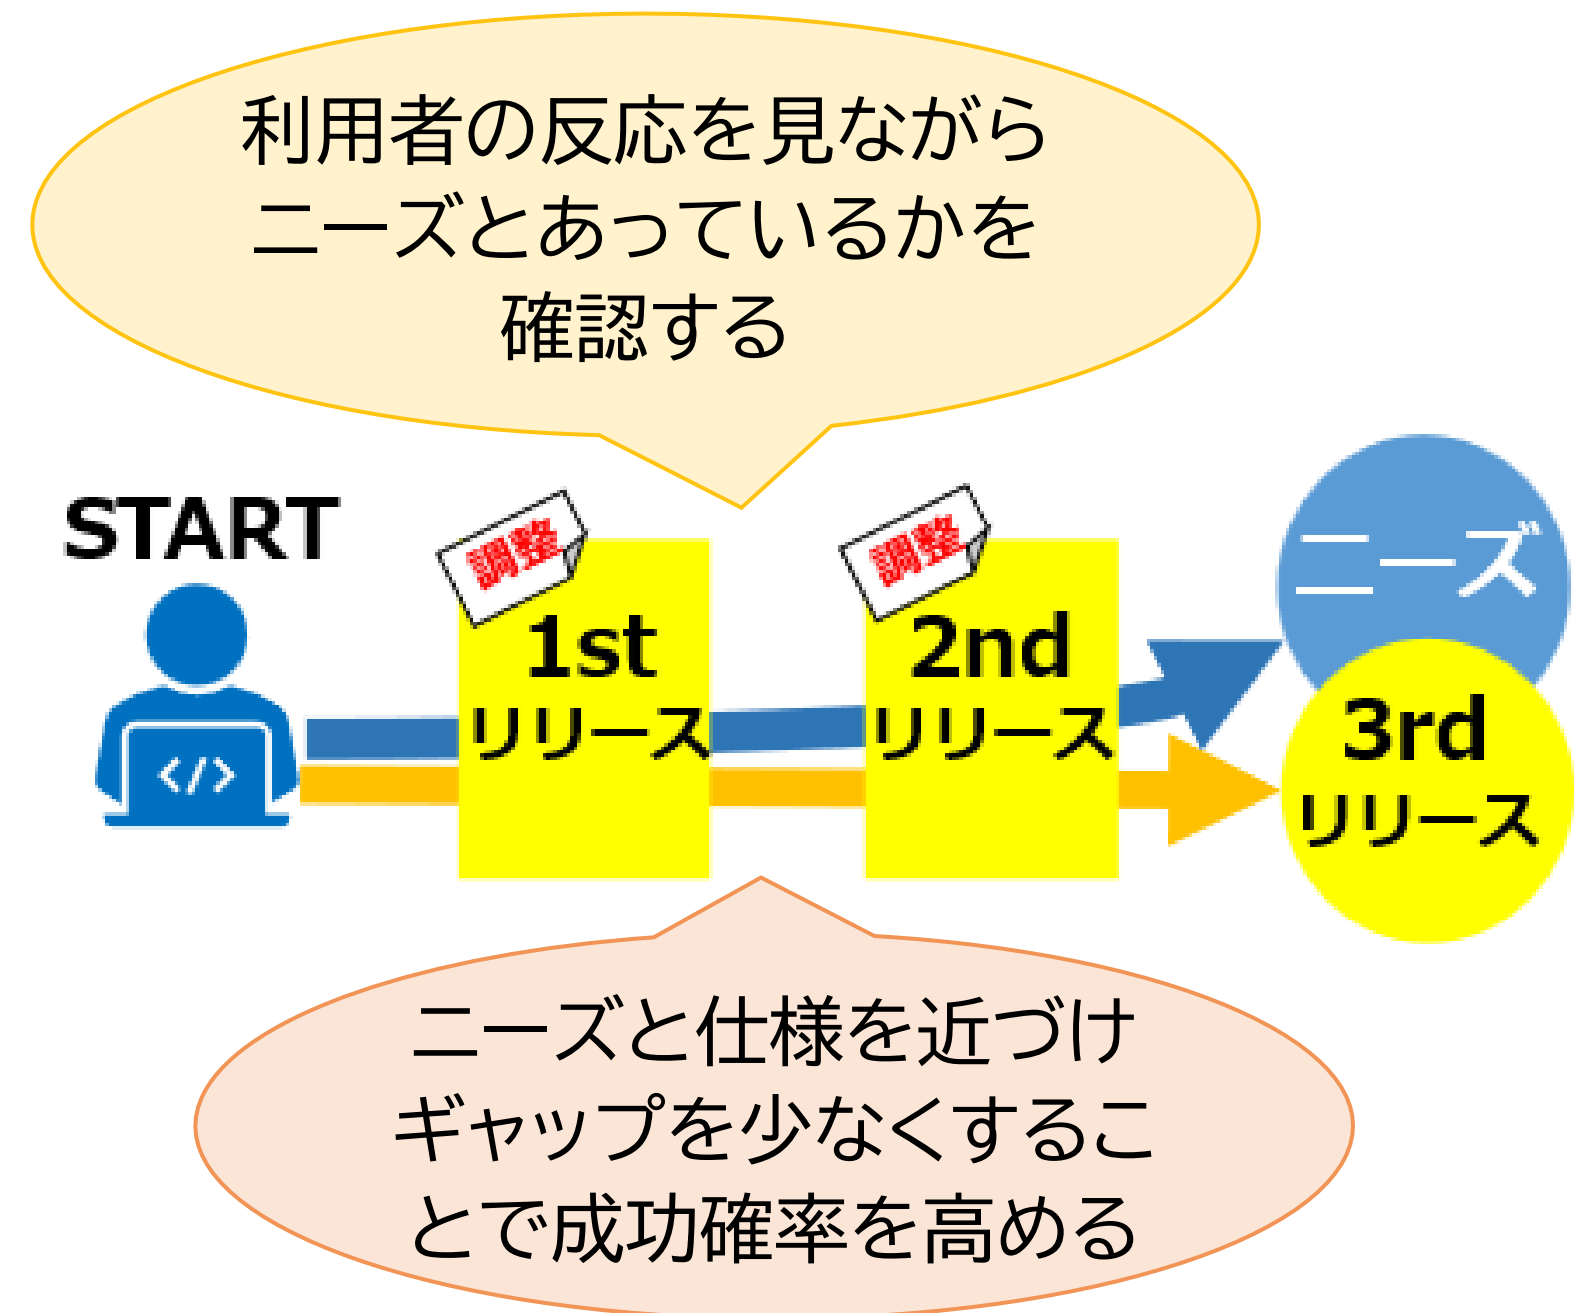 利用者の反応を見ながら
ニーズとあっているかを
確認する
START
調整
1st
リリース
調整
2nd
リリース
ニーズ
3rd
リリース
</>
ニーズと仕様を近づけ
ギャップを少なくするこ
とで成功確率を高める